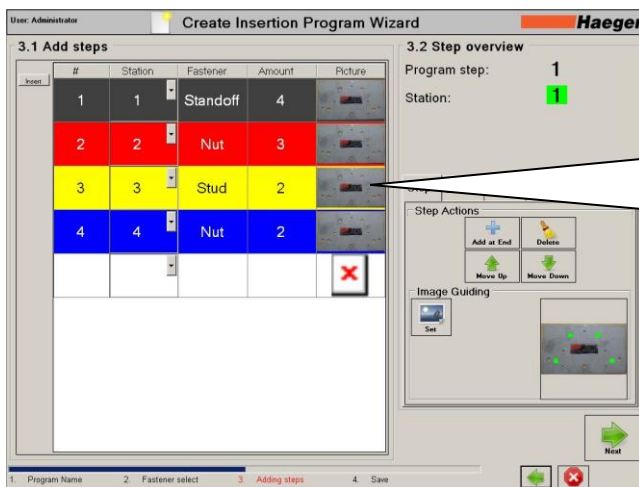 User: Administrator
Create Insertion Program Wizard
Haeger
3.1 Add steps
Insert
# Station Fastener Amount Picture
1 1 Standoff 4
2 2 Nut 3
3 3 Stud 2
4 4 Nut 2
3.2 Step overview
Program step: 1
Station: 1
Step Actions
Add at End Delete
Move Up Move Down
Image Guiding
Set
Next
1. Program Name 2. Fastener select 3. Adding steps 4. Save